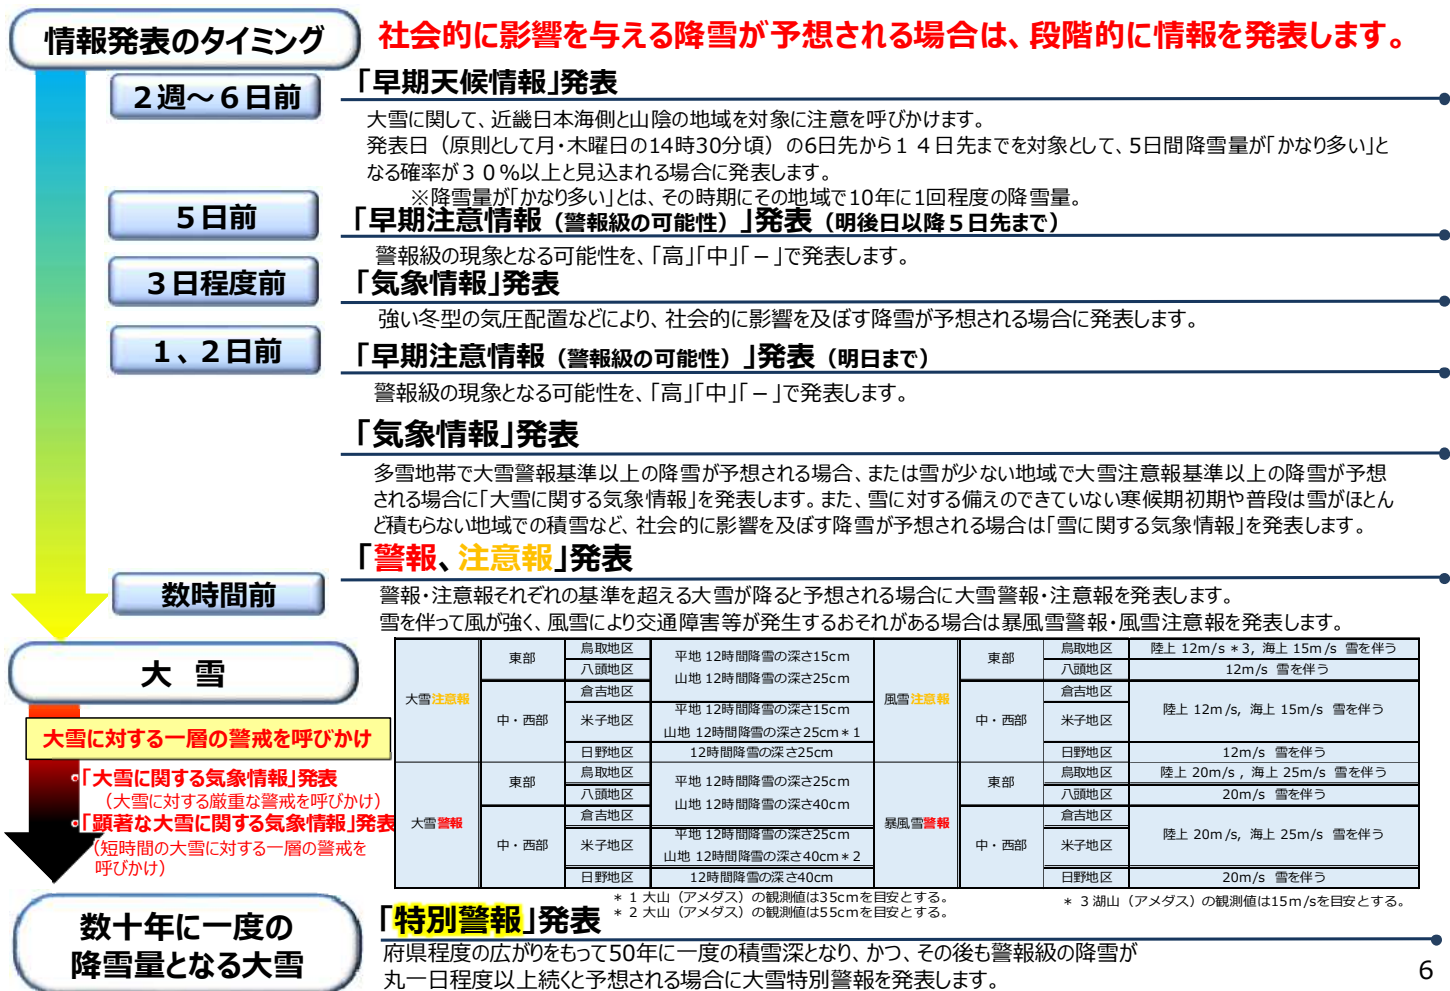 情報発表のタイミング
社会的に影響を与える降雪が予想される場合は、段階的に情報を発表します。
２週～６日前
「早期天候情報」発表
大雪に関して、近畿日本海側と山陰の地域を対象に注意を呼びかけます。
発表日（原則として月・木曜日の14時30分頃）の6日先から１４日先までを対象として、5日間降雪量が「かなり多い」と
なる確率が３０％以上と見込まれる場合に発表します。
※降雪量が「かなり多い」とは、その時期にその地域で10年に1回程度の降雪量。
５日前
「早期注意情報（警報級の可能性）」発表（明後日以降５日先まで）
警報級の現象となる可能性を、「高」「中」「－」で発表します。
３日程度前
「気象情報」発表
強い冬型の気圧配置などにより、社会的に影響を及ぼす降雪が予想される場合に発表します。
１、２日前
「早期注意情報（警報級の可能性）」発表（明日まで）
警報級の現象となる可能性を、「高」「中」「－」で発表します。
「気象情報」発表
多雪地帯で大雪警報基準以上の降雪が予想される場合、または雪が少ない地域で大雪注意報基準以上の降雪が予想
される場合に「大雪に関する気象情報」を発表します。また、雪に対する備えのできていない寒候期初期や普段は雪がほとん
ど積もらない地域での積雪など、社会的に影響を及ぼす降雪が予想される場合は「雪に関する気象情報」を発表します。
「警報、注意報」発表
数時間前
警報・注意報それぞれの基準を超える大雪が降ると予想される場合に大雪警報・注意報を発表します。
雪を伴って風が強く、風雪により交通障害等が発生するおそれがある場合は暴風雪警報・風雪注意報を発表します。
大雪注意報
東部
鳥取地区
八頭地区
平地 12時間降雪の深さ15cm
山地 12時間降雪の深さ25cm
中・西部
倉吉地区
米子地区
平地 12時間降雪の深さ15cm
山地 12時間降雪の深さ25cm＊1
日野地区
12時間降雪の深さ25cm
風雪注意報
東部
鳥取地区
陸上 12m/s＊3, 海上 15m/s 雪を伴う
八頭地区
12m/s 雪を伴う
中・西部
倉吉地区
米子地区
陸上 12m/s, 海上 15m/s 雪を伴う
日野地区
12m/s 雪を伴う
大雪警報
東部
鳥取地区
八頭地区
平地 12時間降雪の深さ25cm
山地 12時間降雪の深さ40cm
中・西部
倉吉地区
米子地区
平地 12時間降雪の深さ25cm
山地 12時間降雪の深さ40cm＊2
日野地区
12時間降雪の深さ40cm
暴風雪警報
東部
鳥取地区
陸上 20m/s , 海上 25m/s 雪を伴う
八頭地区
20m/s 雪を伴う
中・西部
倉吉地区
米子地区
陸上 20m/s, 海上 25m/s 雪を伴う
日野地区
20m/s 雪を伴う
＊ 1 大山（アメダス）の観測値は35cmを目安とする。
＊ 2 大山（アメダス）の観測値は55cmを目安とする。
＊ 3 湖山（アメダス）の観測値は15m/sを目安とする。
大 雪
大雪に対する一層の警戒を呼びかけ
・「大雪に関する気象情報」発表
（大雪に対する厳重な警戒を呼びかけ）
・「顕著な大雪に関する気象情報」発表
（短時間の大雪に対する一層の警戒を
呼びかけ）
数十年に一度の
降雪量となる大雪
「特別警報」発表
府県程度の広がりをもって50年に一度の積雪深となり、かつ、その後も警報級の降雪が
丸一日程度以上続くと予想される場合に大雪特別警報を発表します。
6